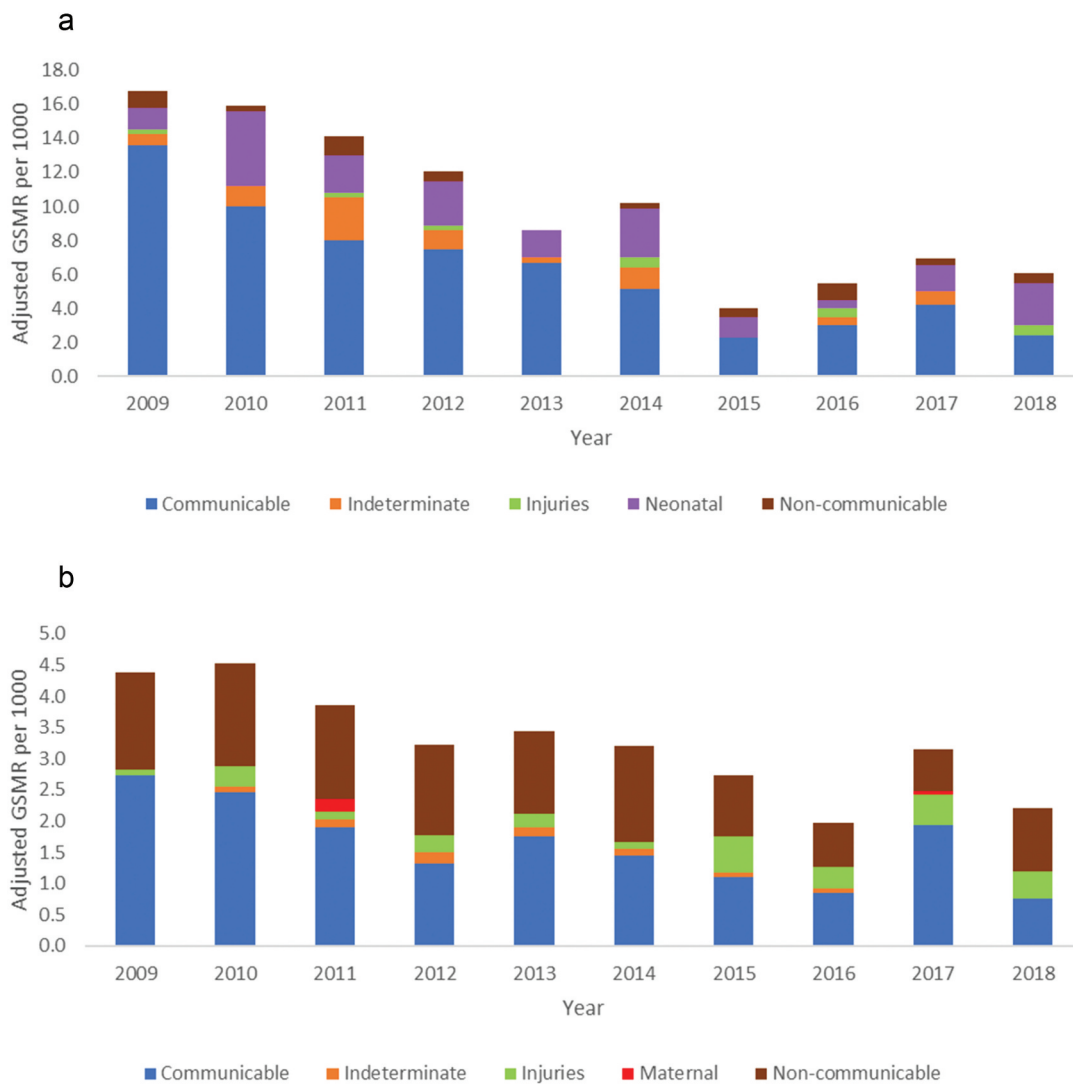 a
Adjusted GSMR per 1000
18.0
16.0
14.0
12.0
10.0
8.0
6.0
4.0
2.0
0.0
2009 2010 2011 2012 2013 2014 2015 2016 2017 2018
Year
Communicable Indeterminate Injuries Neonatal Non-communicable
b
Adjusted GSMR per 1000
5.0
4.5
4.0
3.5
3.0
2.5
2.0
1.5
1.0
0.5
0.0
2009 2010 2011 2012 2013 2014 2015 2016 2017 2018
Year
Communicable Indeterminate Injuries Maternal Non-communicable